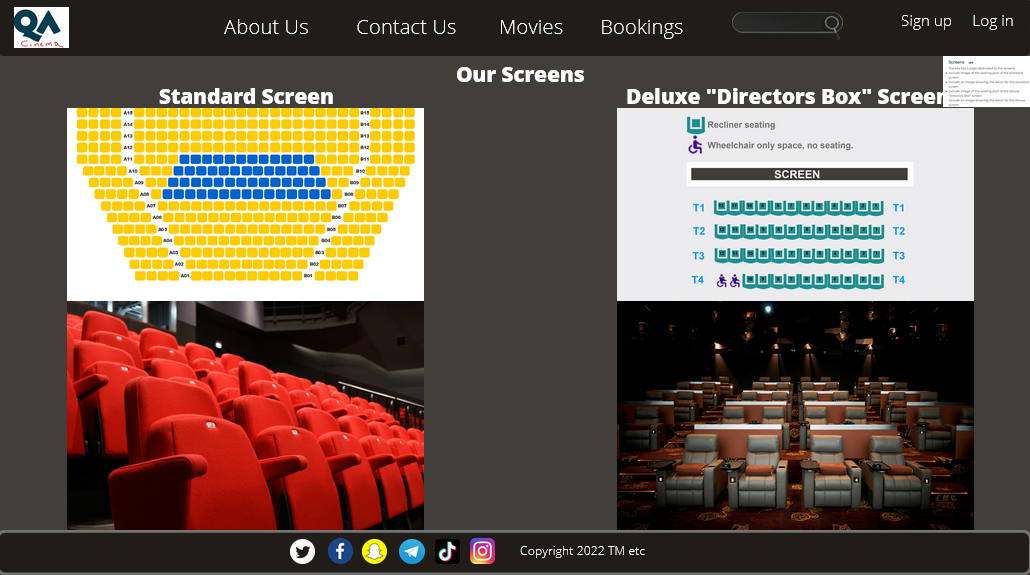 QA
Cinema
About Us
Contact Us
Movies
Bookings
Sign up
Log in
Our Screens
Standard Screen
Deluxe "Directors Box" Screen
Screens
A15 B15
A14 B14
A13 B13
A12 B12
A11 B11
A10 B10
A09 B09
A08 B08
A07 B07
A06 B06
A05 B05
A04 B04
A03 B03
A02 B02
A01 B01
Recliner seating
Wheelchair only space, no seating.
SCREEN
T1 T1
T2 T2
T3 T3
T4 T4
Copyright 2022 TM etc